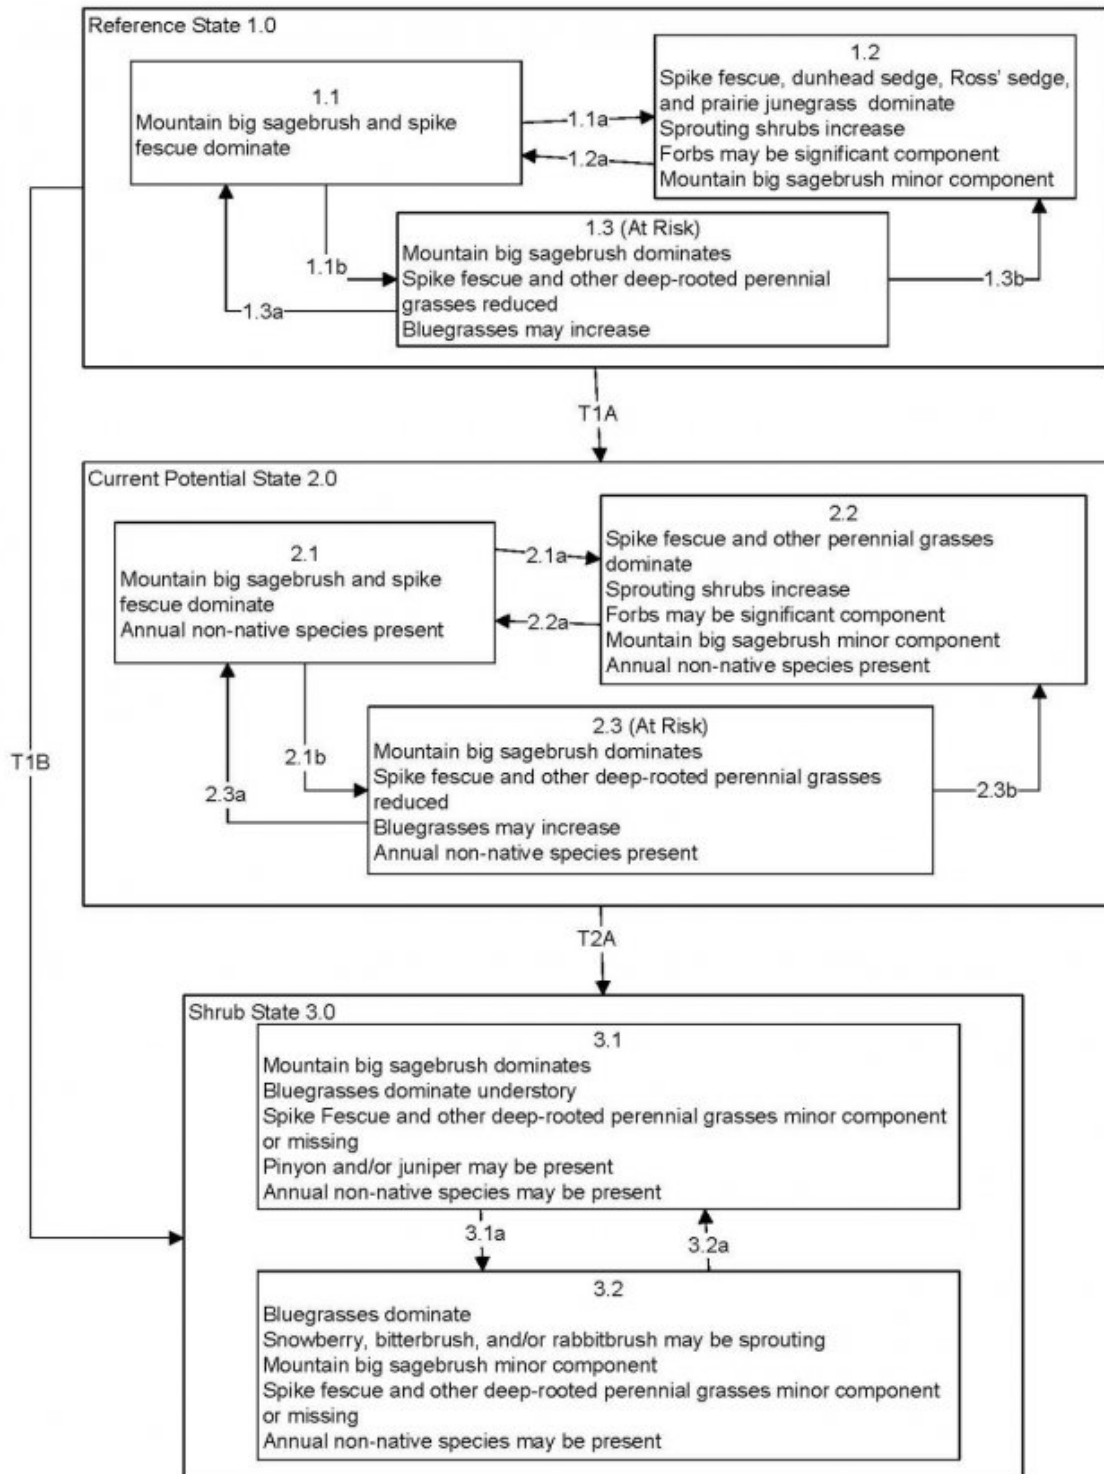 Reference State 1.0
1.1
Mountain big sagebrush and spike
fescue dominate
1.1a
1.2a
1.2
Spike fescue, dunhead sedge, Ross' sedge,
and prairie junegrass dominate
Sprouting shrubs increase
Forbs may be significant component
Mountain big sagebrush minor component
1.1b
1.3a
1.3 (At Risk)
Mountain big sagebrush dominates
Spike fescue and other deep-rooted perennial
grasses reduced
Bluegrasses may increase
1.3b
T1A
Current Potential State 2.0
2.1
Mountain big sagebrush and spike
fescue dominate
Annual non-native species present
2.1a
2.2a
2.2
Spike fescue and other perennial grasses
dominate
Sprouting shrubs increase
Forbs may be significant component
Mountain big sagebrush minor component
Annual non-native species present
T1B
2.1b
2.3a
2.3 (At Risk)
Mountain big sagebrush dominates
Spike fescue and other deep-rooted perennial grasses
reduced
Bluegrasses may increase
Annual non-native species present
2.3b
T2A
Shrub State 3.0
3.1
Mountain big sagebrush dominates
Bluegrasses dominate understory
Spike Fescue and other deep-rooted perennial grasses minor component
or missing
Pinyon and/or juniper may be present
Annual non-native species may be present
3.1a
3.2a
3.2
Bluegrasses dominate
Snowberry, bitterbrush, and/or rabbitbrush may be sprouting
Mountain big sagebrush minor component
Spike fescue and other deep-rooted perennial grasses minor component
or missing
Annual non-native species may be present